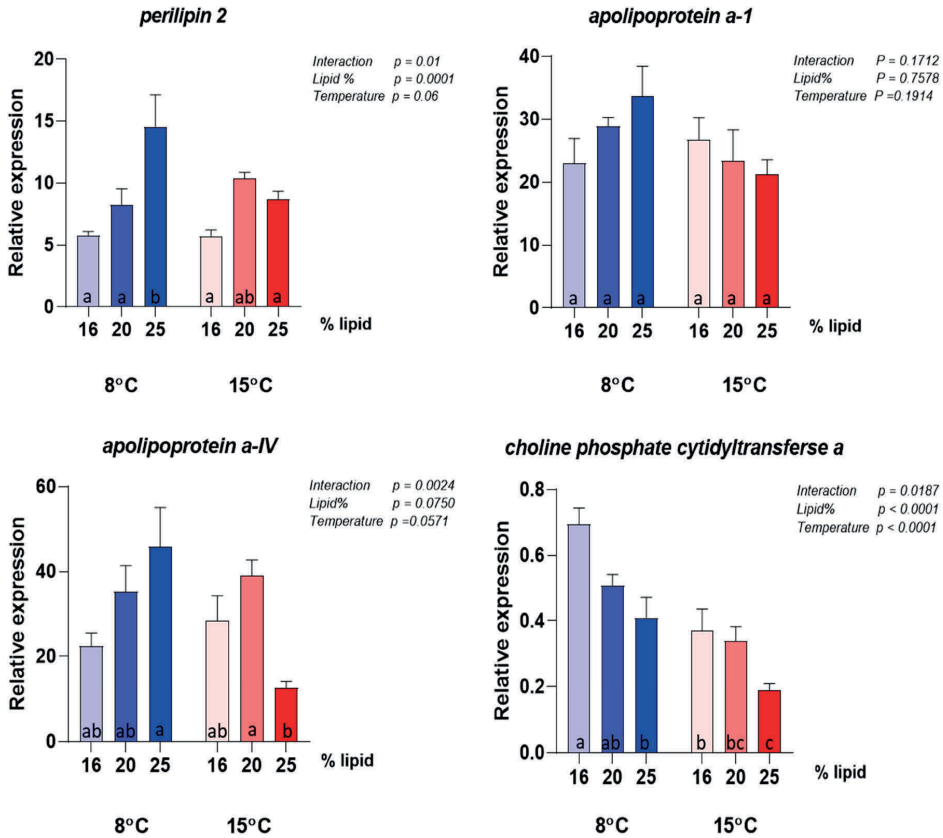 perilipin 2
Interaction p = 0.01
Lipid % p = 0.0001
Temperature p = 0.06
Relative expression
20
15
10
5
0
a a b a ab a
16 20 25 16 20 25 % lipid
8°C 15°C
apolipoprotein a-1
Interaction P = 0.1712
Lipid% P = 0.7578
Temperature P =0.1914
Relative expression
40
30
20
10
0
a a a a a a
16 20 25 16 20 25 % lipid
8°C 15°C
apolipoprotein a-IV
Interaction p = 0.0024
Lipid% p = 0.0750
Temperature p =0.0571
Relative expression
60
40
20
0
ab ab a ab a b
16 20 25 16 20 25 % lipid
8°C 15°C
choline phosphate cytidyltransferse a
Interaction p = 0.0187
Lipid% p < 0.0001
Temperature p < 0.0001
Relative expression
0.8
0.6
0.4
0.2
0.0
a ab b b bc c
16 20 25 16 20 25 % lipid
8°C 15°C